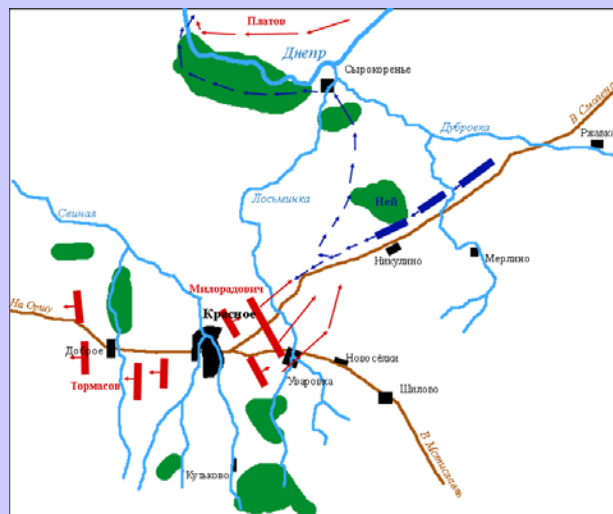 Платов
Днепр
Сырокоренье
Дубровка
В Смоленск
Ржавка
Лосьминка
Свиная
Ней
Никулино
Мерлино
Милорадович
На Оршу
Красное
Доброе
Тормасов
Уваровка
Новосёлки
Шилово
В Мстиславль
Кутьково